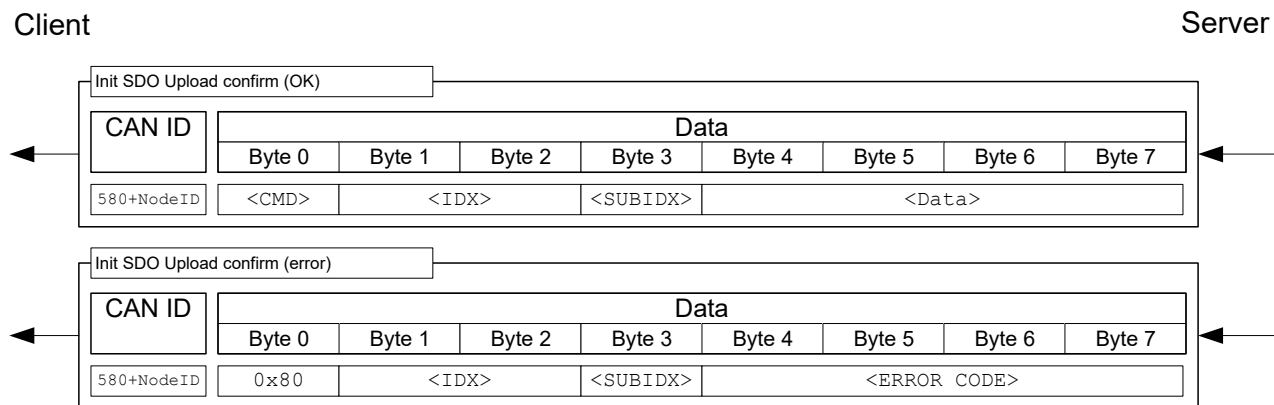 Client Server
Init SDO Upload confirm (OK)
CAN ID Data
Byte 0 Byte 1 Byte 2 Byte 3 Byte 4 Byte 5 Byte 6 Byte 7
580+NodeID <CMD> <IDX> <SUBIDX> <Data>
Init SDO Upload confirm (error)
CAN ID Data
Byte 0 Byte 1 Byte 2 Byte 3 Byte 4 Byte 5 Byte 6 Byte 7
580+NodeID 0x80 <IDX> <SUBIDX> <ERROR CODE>